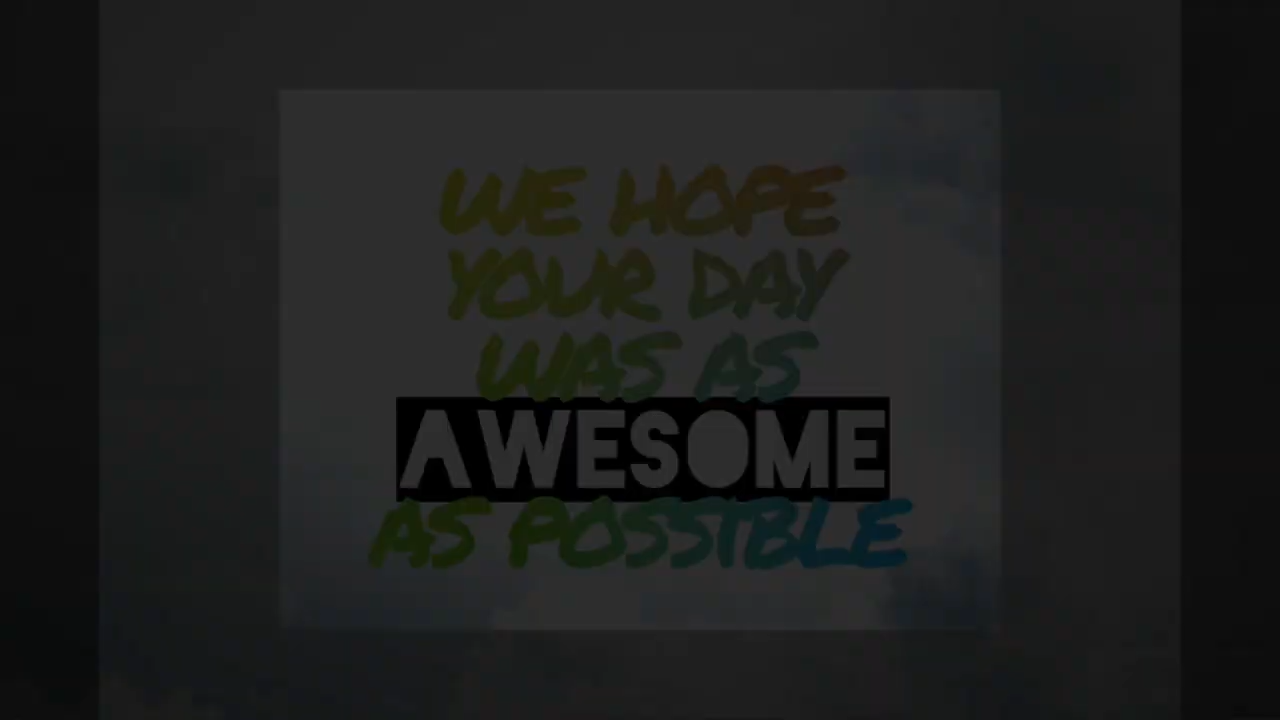 WE HOPE
YOUR DAY
WAS AS
AWESOME
AS POSSIBLE